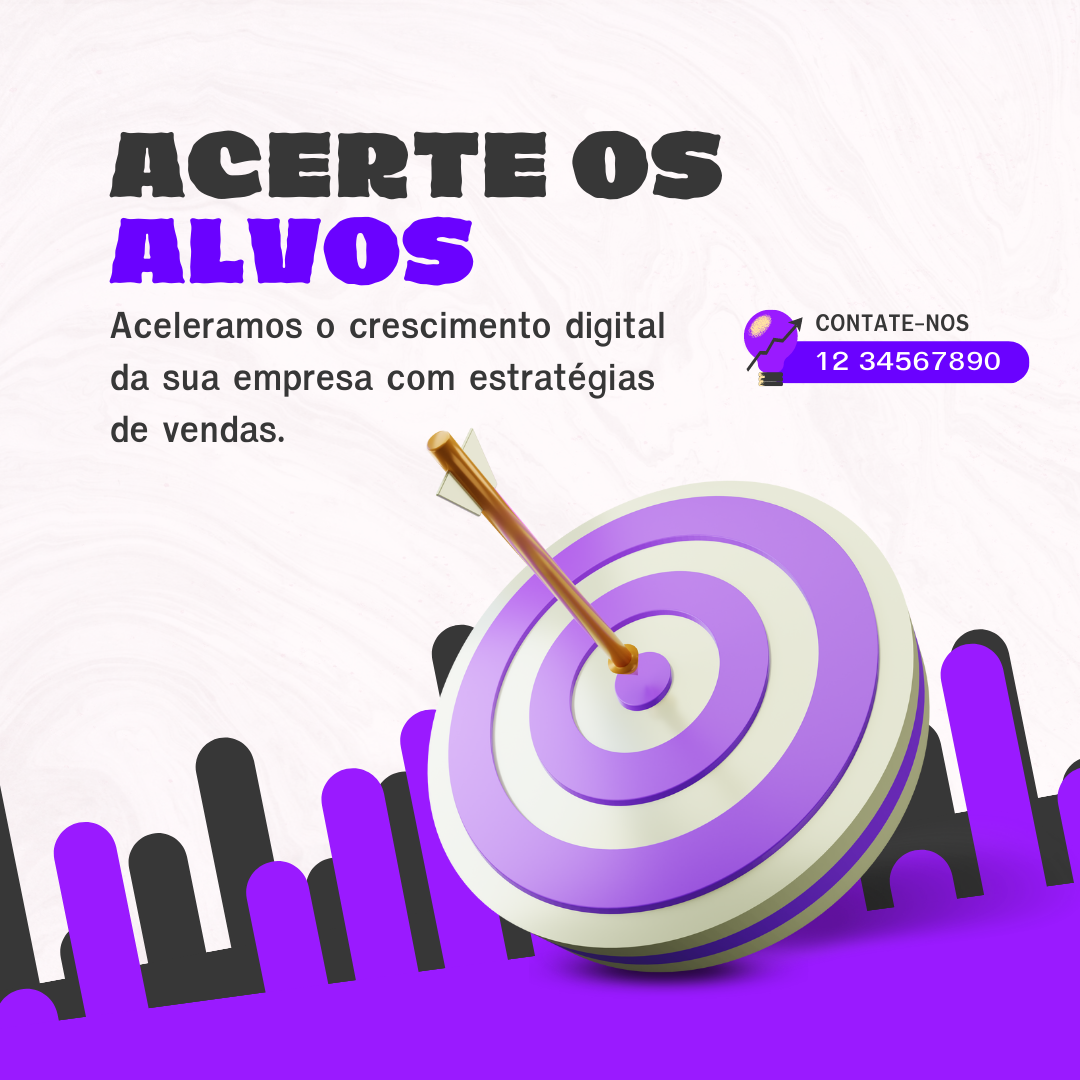 ACERTE OS
ALVOS
Aceleramos o crescimento digital
da sua empresa com estratégias
de vendas.
CONTATE-NOS
12 34567890